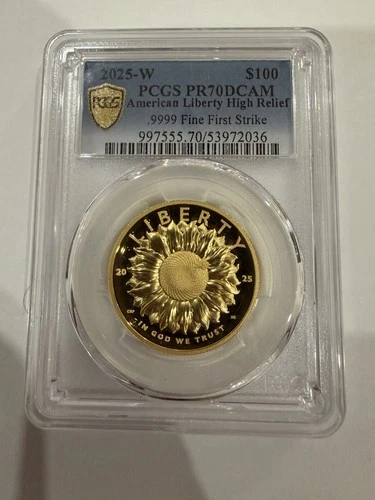 2025-W $100
PCGS PR70DCAM
American Liberty High Relief
.9999 Fine First Strike
997555.70/53972036
PCGS
LIBERTY
20 25
IN GOD WE TRUST